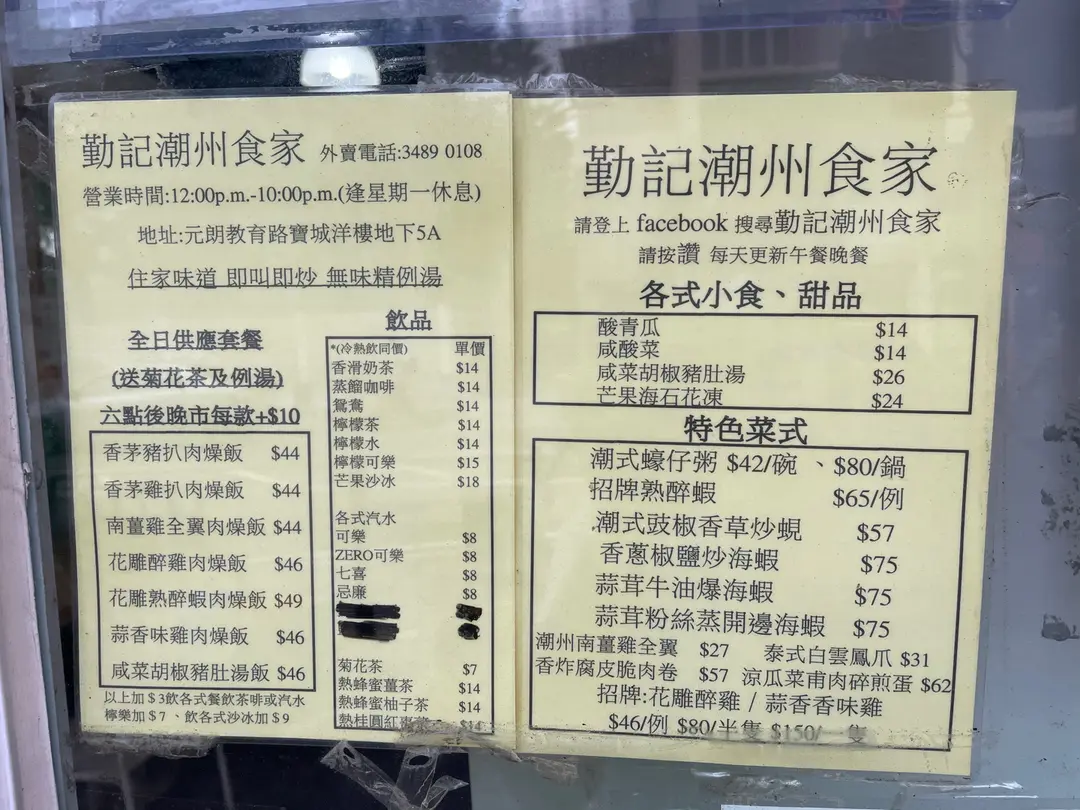 勤記潮州食家 外賣電話:3489 0108
營業時間:12:00p.m.-10:00p.m.(逢星期一休息)
地址:元朗教育路寶城洋樓地下5A
住家味道 即叫即炒 無味精例湯
全日供應套餐
(送菊花茶及例湯)
六點後晚市每款+$10
香茅豬扒肉燥飯 $44
香茅雞扒肉燥飯 $44
南薑雞全翼肉燥飯 $44
花雕醉雞肉燥飯 $46
花雕熟醉蝦肉燥飯 $49
蒜香味雞肉燥飯 $46
咸菜胡椒豬肚湯飯 $46
以上加＄3飲各式餐飲茶啡或汽水
檸樂加＄7、飲各式沙冰加＄9
飲品
*(冷熱飲同價) 單價
香滑奶茶 $14
蒸餾咖啡 $14
鴛鴦 $14
檸檬茶 $14
檸檬水 $14
檸檬可樂 $15
芒果沙冰 $18
各式汽水
可樂 $8
ZERO可樂 $8
七喜 $8
忌廉 $8
菊花茶 $7
熱蜂蜜薑茶 $14
熱蜂蜜柚子茶 $14
熱桂圓紅棗茶 $14
勤記潮州食家
請登上 facebook 搜尋勤記潮州食家
請按讚 每天更新午餐晚餐
各式小食、甜品
酸青瓜 $14
咸酸菜 $14
咸菜胡椒豬肚湯 $26
芒果海石花凍 $24
特色菜式
潮式蠔仔粥 $42/碗 、$80/鍋
招牌熟醉蝦 $65/例
潮式豉椒香草炒蜆 $57
香蔥椒鹽炒海蝦 $75
蒜茸牛油爆海蝦 $75
蒜茸粉絲蒸開邊海蝦 $75
潮州南薑雞全翼 $27 泰式白雲鳳爪 $31
香炸腐皮脆肉卷 $57 涼瓜菜甫肉碎煎蛋 $62
招牌:花雕醉雞 / 蒜香香味雞
$46/例 $80/半隻 $150/一隻